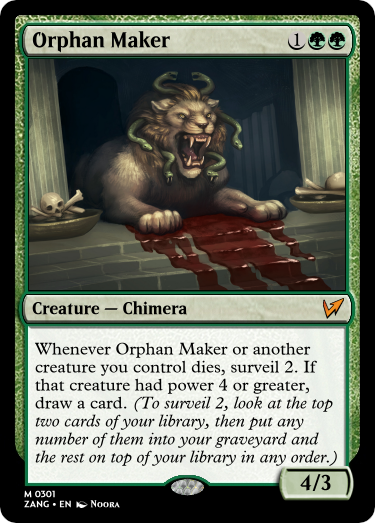 Orphan Maker 1
Creature — Chimera
Whenever Orphan Maker or another
creature you control dies, surveil 2. If
that creature had power 4 or greater,
draw a card. (To surveil 2, look at the top
two cards of your library, then put any
number of them into your graveyard and
the rest on top of your library in any order.)
4/3
M 0301
ZANG • EN Noora